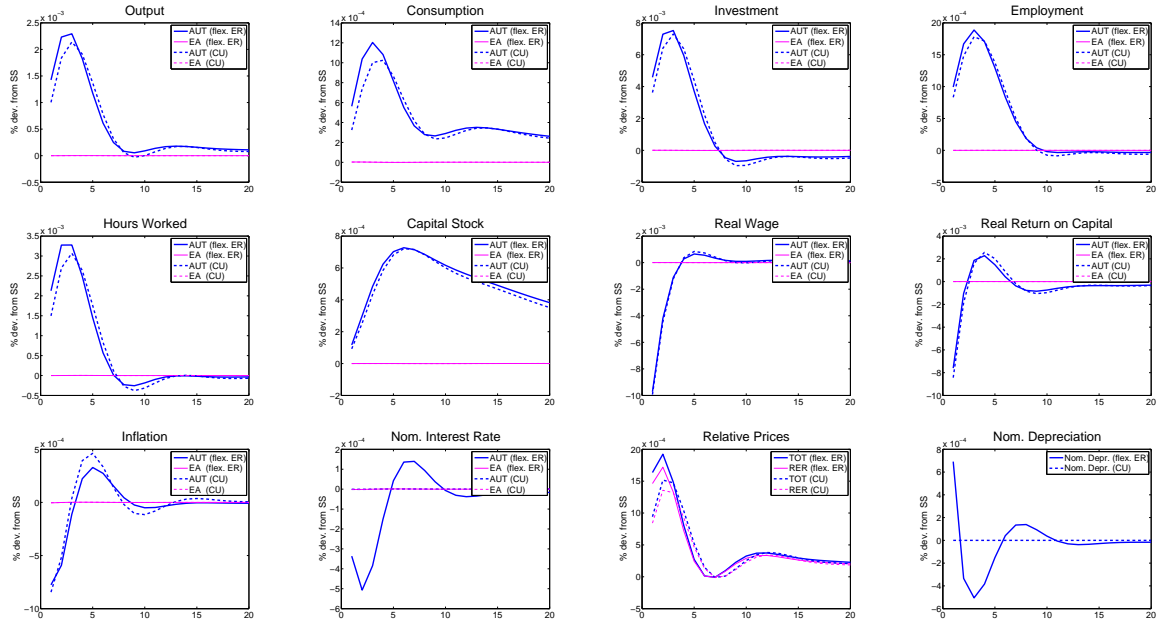 Output
x 10⁻³
% dev. from SS
2.5
2
1.5
1
0.5
0
−0.5
0 5 10 15 20
AUT (flex. ER)
EA (flex. ER)
AUT (CU)
EA (CU)
Consumption
x 10⁻⁴
% dev. from SS
14
12
10
8
6
4
2
0
−2
0 5 10 15 20
AUT (flex. ER)
EA (flex. ER)
AUT (CU)
EA (CU)
Investment
x 10⁻³
% dev. from SS
8
6
4
2
0
−2
0 5 10 15 20
AUT (flex. ER)
EA (flex. ER)
AUT (CU)
EA (CU)
Employment
x 10⁻⁴
% dev. from SS
20
15
10
5
0
−5
0 5 10 15 20
AUT (flex. ER)
EA (flex. ER)
AUT (CU)
EA (CU)
Hours Worked
x 10⁻³
% dev. from SS
3.5
3
2.5
2
1.5
1
0.5
0
−0.5
0 5 10 15 20
AUT (flex. ER)
EA (flex. ER)
AUT (CU)
EA (CU)
Capital Stock
x 10⁻⁴
% dev. from SS
8
6
4
2
0
−2
0 5 10 15 20
AUT (flex. ER)
EA (flex. ER)
AUT (CU)
EA (CU)
Real Wage
x 10⁻³
% dev. from SS
2
0
−2
−4
−6
−8
−10
0 5 10 15 20
AUT (flex. ER)
EA (flex. ER)
AUT (CU)
EA (CU)
Real Return on Capital
x 10⁻³
% dev. from SS
4
2
0
−2
−4
−6
−8
−10
0 5 10 15 20
AUT (flex. ER)
EA (flex. ER)
AUT (CU)
EA (CU)
Inflation
x 10⁻⁴
% dev. from SS
5
0
−5
−10
0 5 10 15 20
AUT (flex. ER)
EA (flex. ER)
AUT (CU)
EA (CU)
Nom. Interest Rate
x 10⁻⁴
% dev. from SS
2
1
0
−1
−2
−3
−4
−5
−6
0 5 10 15 20
AUT (flex. ER)
EA (flex. ER)
AUT (CU)
EA (CU)
Relative Prices
x 10⁻⁴
% dev. from SS
20
15
10
5
0
−5
0 5 10 15 20
TOT (flex. ER)
RER (flex. ER)
TOT (CU)
RER (CU)
Nom. Depreciation
x 10⁻⁴
% dev. from SS
8
6
4
2
0
−2
−4
−6
0 5 10 15 20
Nom. Depr. (flex. ER)
Nom. Depr. (CU)